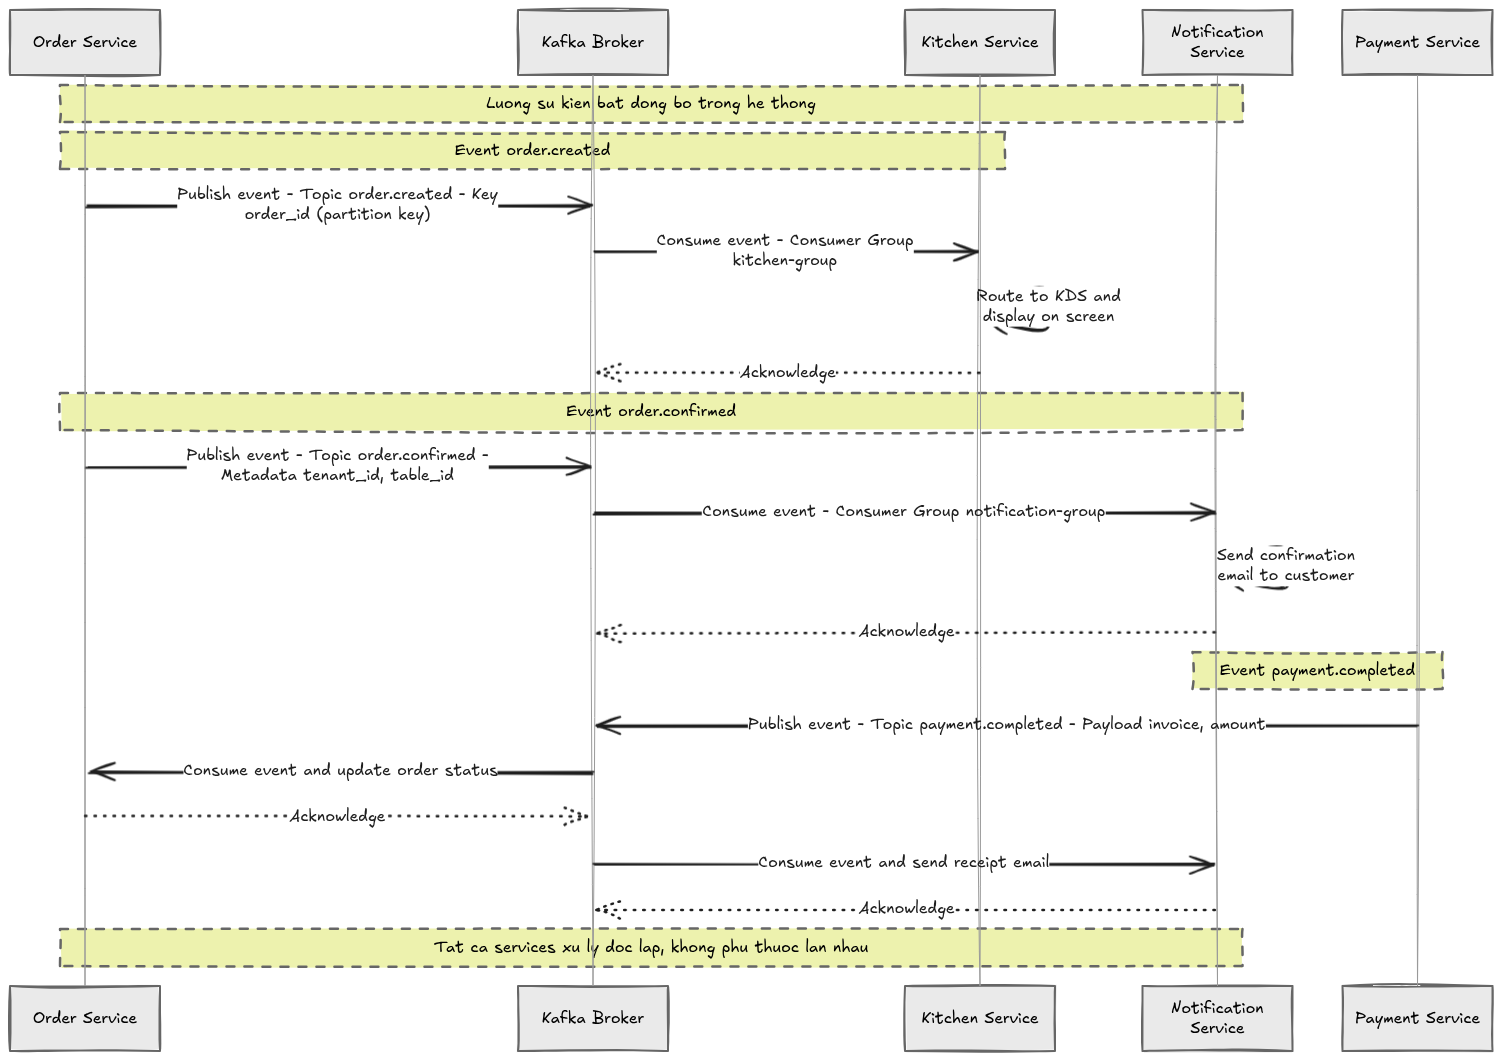 Order Service
Kafka Broker
Kitchen Service
Notification
Service
Payment Service
Luong su kien bat dong bo trong he thong
Event order.created
Publish event - Topic order.created - Key
order_id (partition key)
Consume event - Consumer Group
kitchen-group
Route to KDS and
display on screen
Acknowledge
Event order.confirmed
Publish event - Topic order.confirmed -
Metadata tenant_id, table_id
Consume event - Consumer Group notification-group
Send confirmation
email to customer
Acknowledge
Event payment.completed
Publish event - Topic payment.completed - Payload invoice, amount
Consume event and update order status
Acknowledge
Consume event and send receipt email
Acknowledge
Tat ca services xu ly doc lap, khong phu thuoc lan nhau
Order Service
Kafka Broker
Kitchen Service
Notification
Service
Payment Service